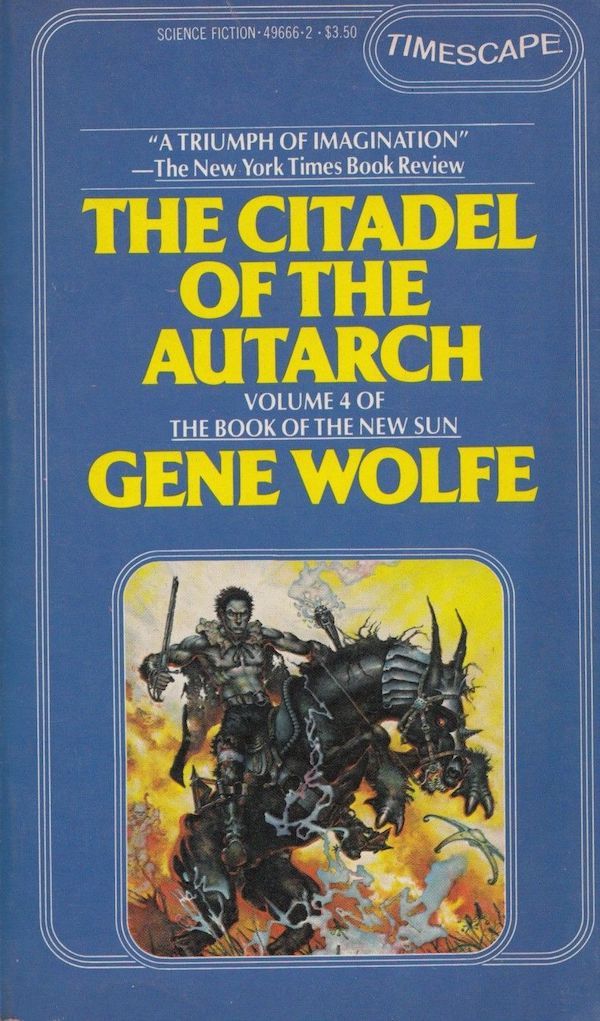 SCIENCE FICTION · 49666-2 · $3.50
TIMESCAPE
"A TRIUMPH OF IMAGINATION"
—The New York Times Book Review
THE CITADEL
OF THE
AUTARCH
VOLUME 4 OF
THE BOOK OF THE NEW SUN
GENE WOLFE